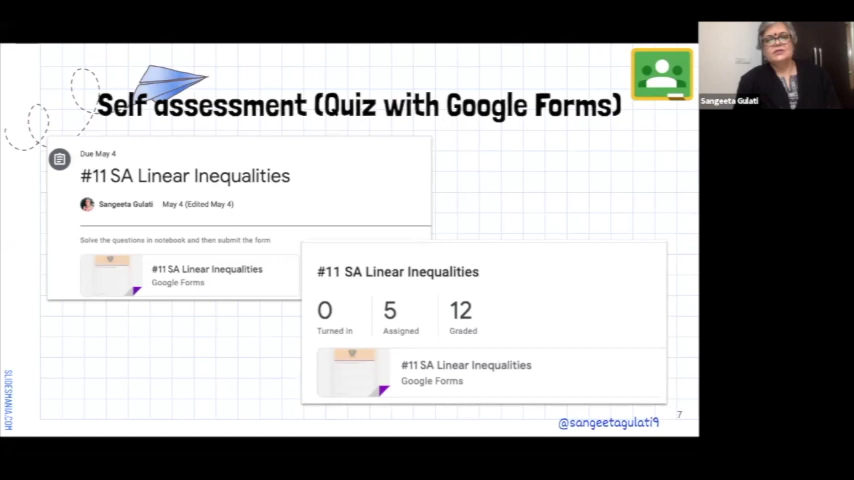 Self assessment (Quiz with Google Forms)
Sangeeta Gulati
Due May 4
#11 SA Linear Inequalities
Sangeeta Gulati May 4 (Edited May 4)
Solve the questions in notebook and then submit the form
#11 SA Linear Inequalities
Google Forms
#11 SA Linear Inequalities
0 5 12
Turned in Assigned Graded
#11 SA Linear Inequalities
Google Forms
SLIDESMANIA.COM
7
@sangeetagulati9